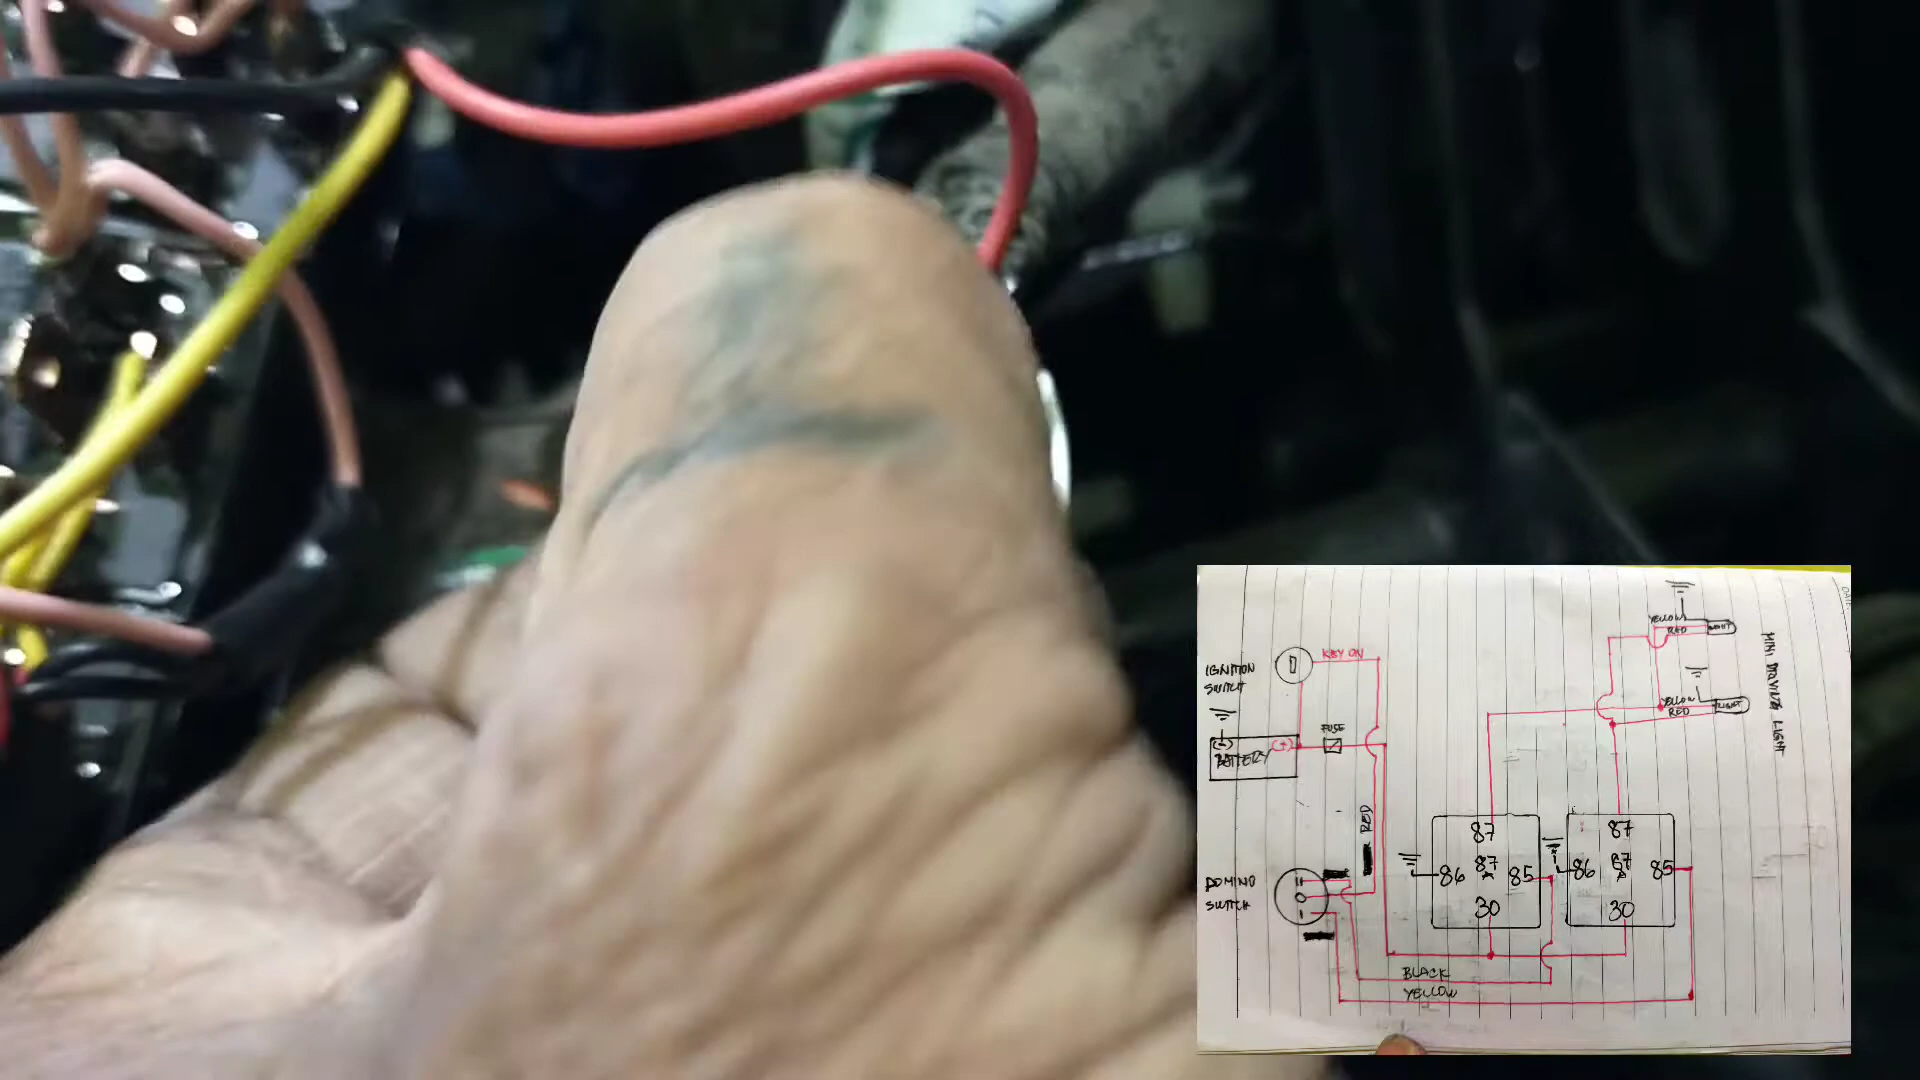 YELLOW
RED
LIGHT
MINI DRIVING LIGHT
KEY ON
IGNITION
SWITCH
YELLOW
RED
LIGHT
FUSE
(-) (+)
BATTERY
RED
87 87
86 87 85 86 87 85
A A
30 30
DOMINO
SWITCH
II
O
I
BLACK
YELLOW